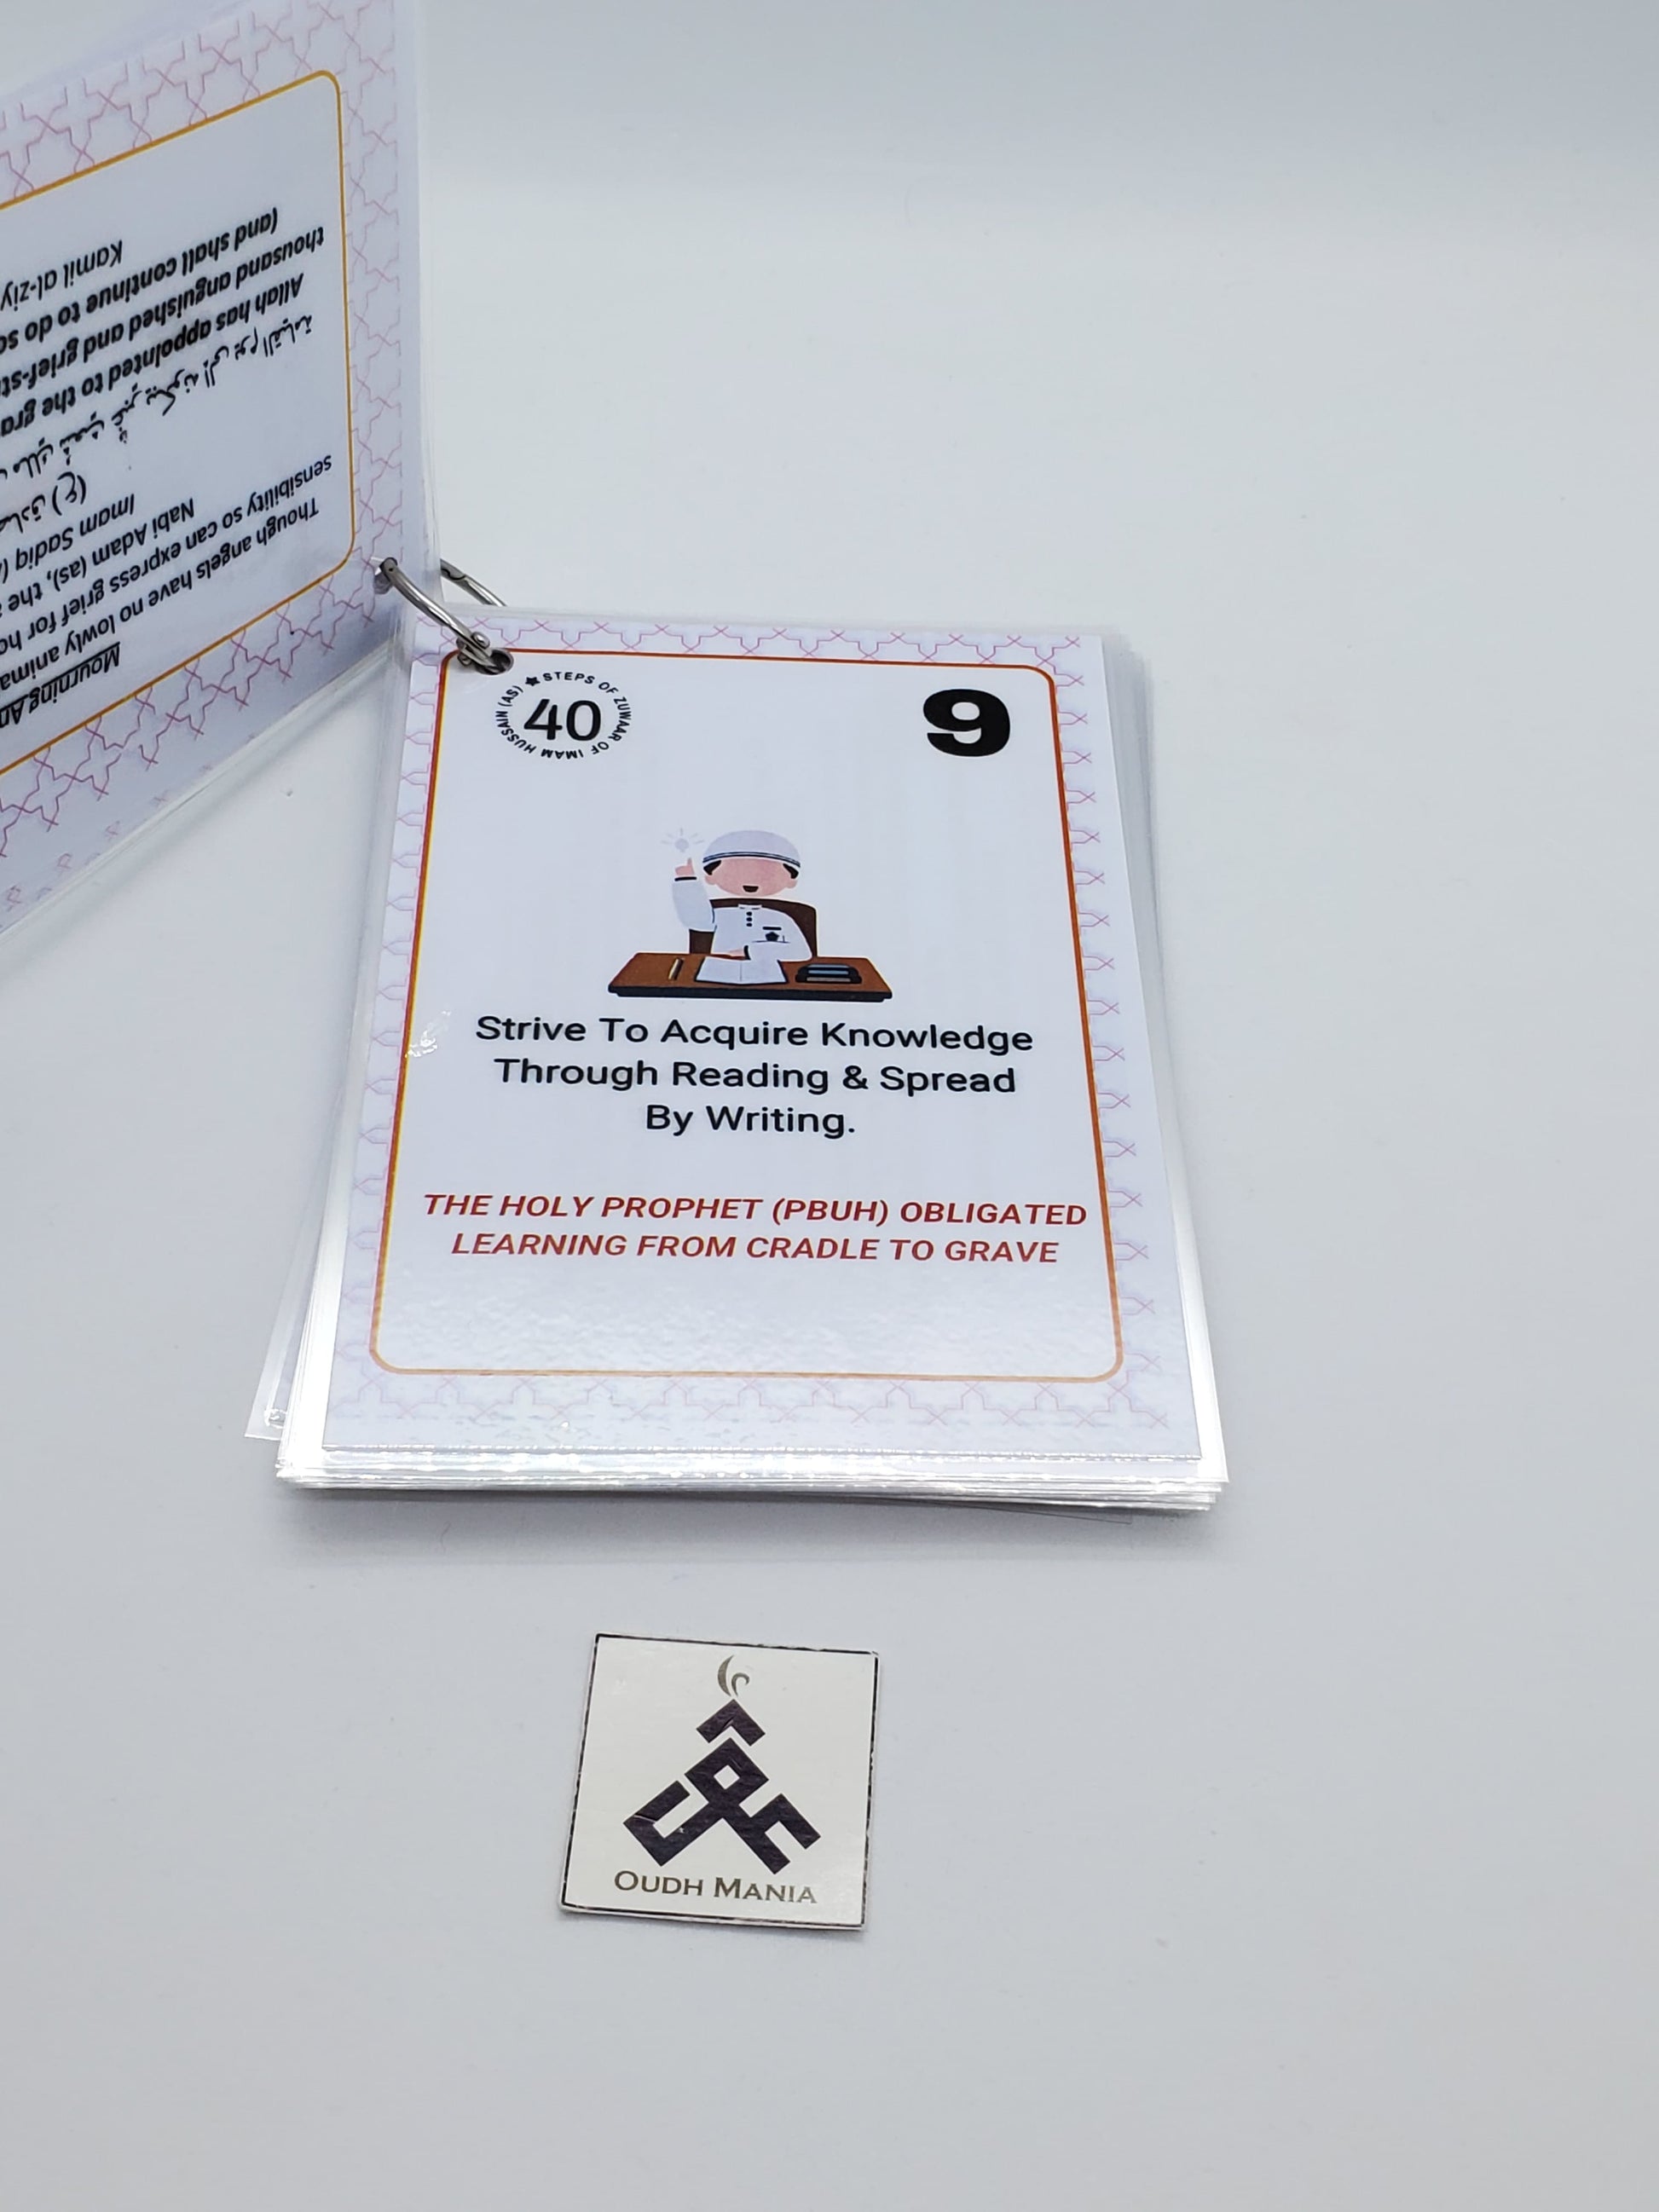 Mourning An
Though angels have no lowly anima
sensibility so can express grief for ho
Nabi Adam (as), the
Imam Sadiq
Allah has appointed to the gra
thousand anguished and grief-st
(and shall continue to do so
Kamil al-ziy
★ STEPS OF ZUWAAR OF IMAM HUSSAIN (AS)
40
9
Strive To Acquire Knowledge
Through Reading & Spread
By Writing.
THE HOLY PROPHET (PBUH) OBLIGATED
LEARNING FROM CRADLE TO GRAVE
OUDH MANIA